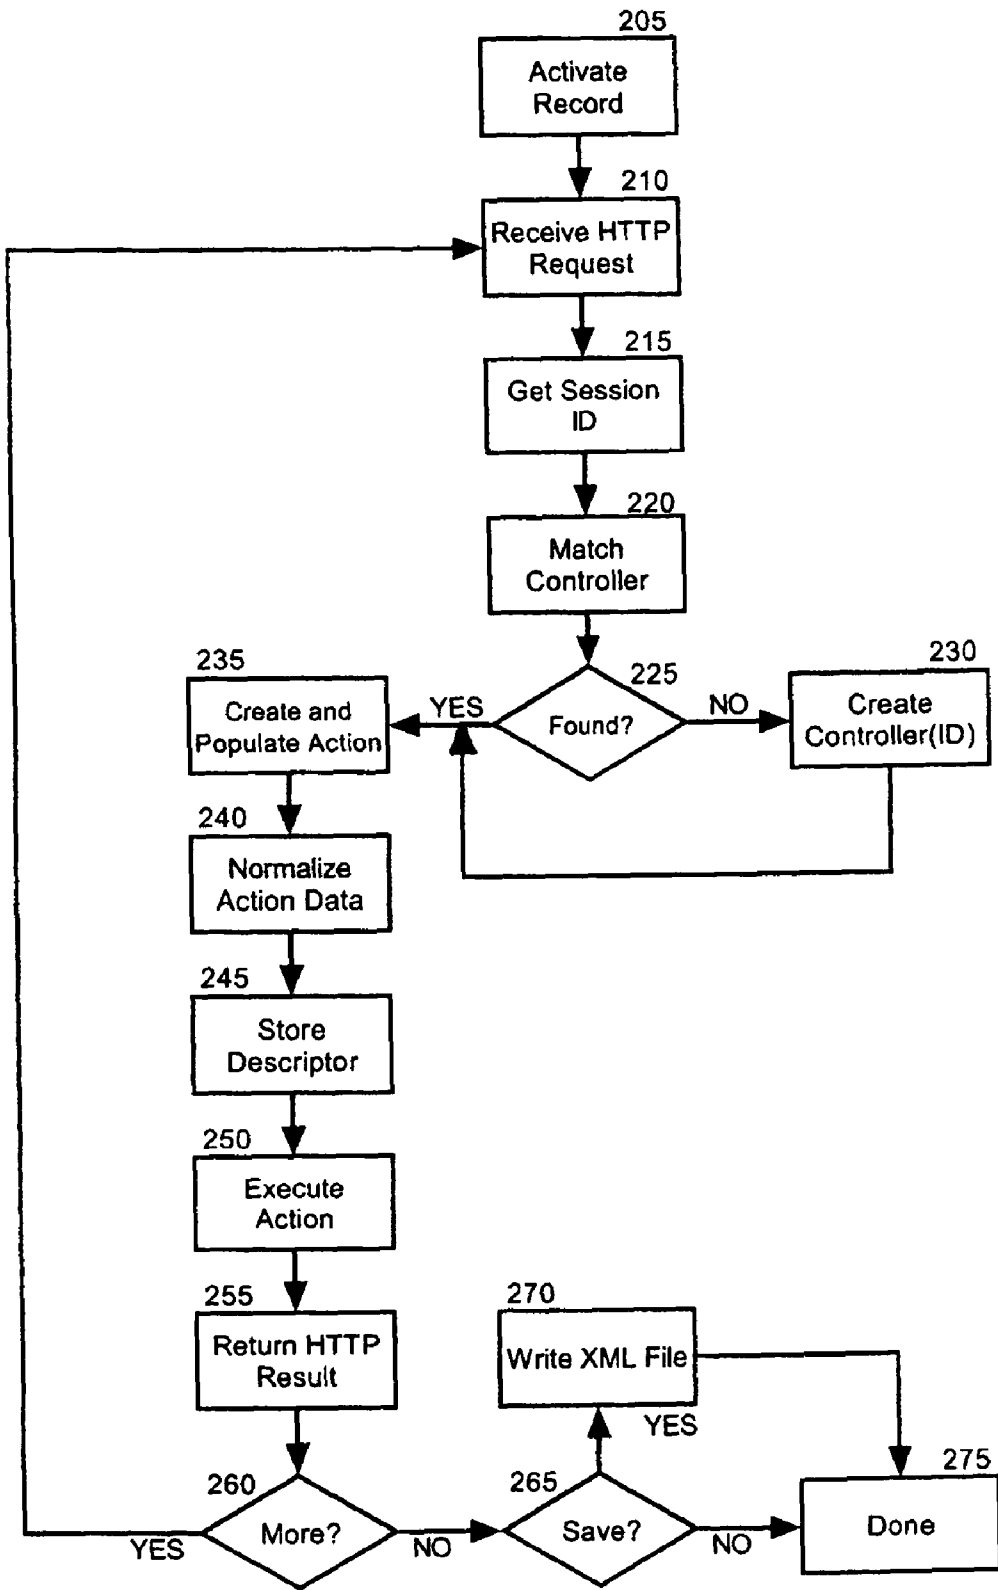 205
Activate
Record
210
Receive HTTP
Request
215
Get Session
ID
220
Match
Controller
225
Found?
YES
NO
230
Create
Controller(ID)
235
Create and
Populate Action
240
Normalize
Action Data
245
Store
Descriptor
250
Execute
Action
255
Return HTTP
Result
260
More?
YES
NO
265
Save?
YES
NO
270
Write XML File
275
Done